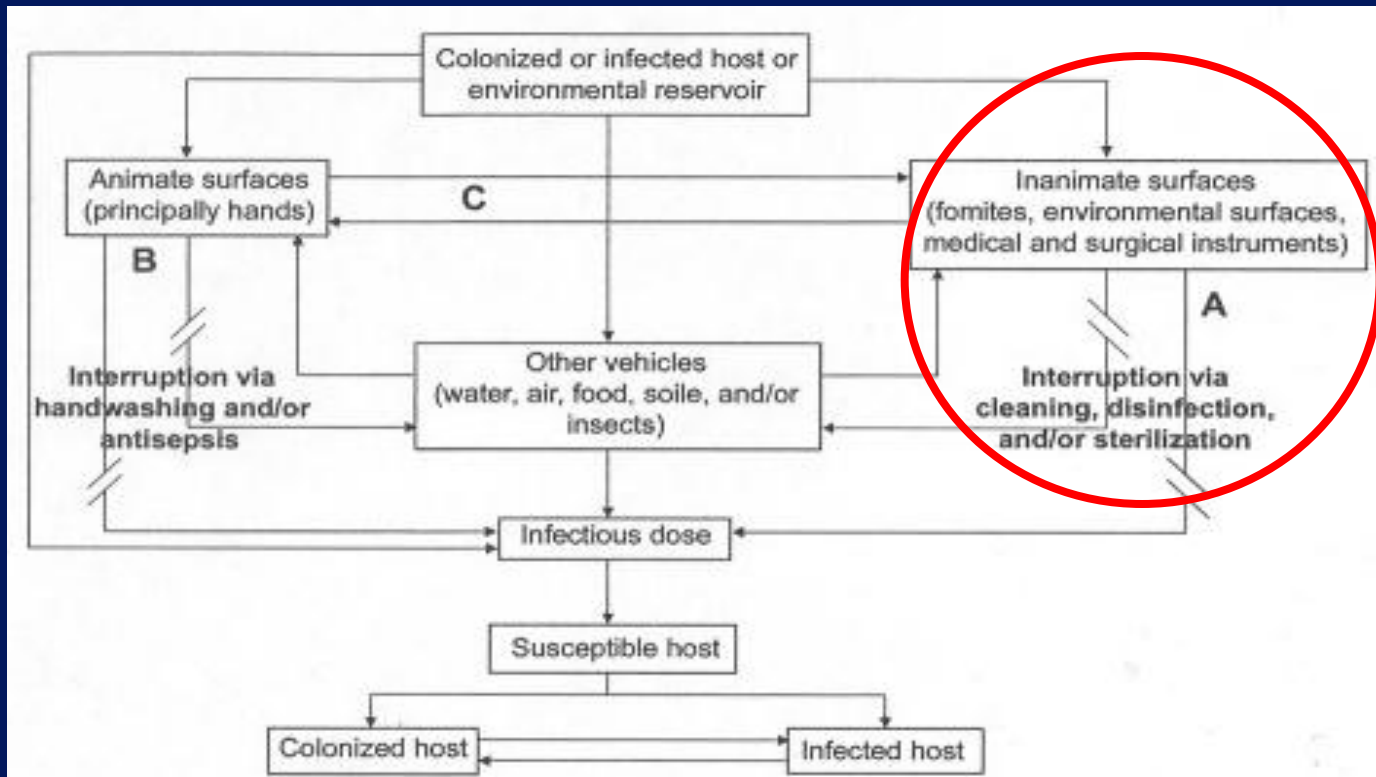 Colonized or infected host or
environmental reservoir
Animate surfaces
(principally hands)
C
Inanimate surfaces
(fomites, environmental surfaces,
medical and surgical instruments)
B
A
Other vehicles
(water, air, food, soile, and/or
insects)
Interruption via
handwashing and/or
antisepsis
Interruption via
cleaning, disinfection,
and/or sterilization
Infectious dose
Susceptible host
Colonized host
Infected host